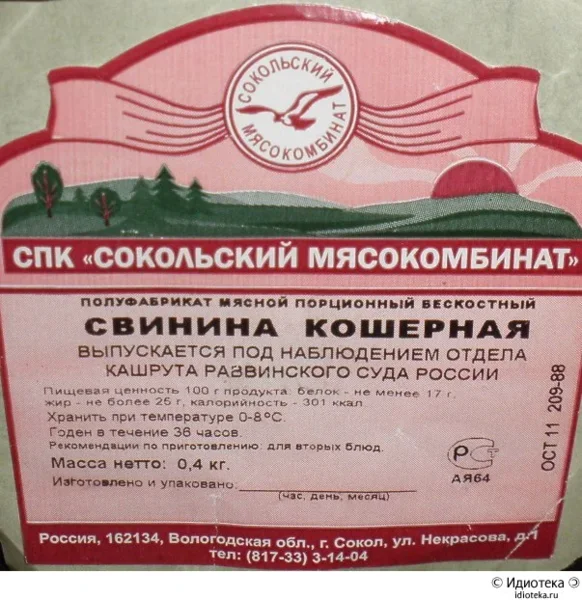 СОКОЛЬСКИЙ
МЯСОКОМБИНАТ
СПК «СОКОЛЬСКИЙ МЯСОКОМБИНАТ»
ПОЛУФАБРИКАТ МЯСНОЙ ПОРЦИОННЫЙ БЕСКОСТНЫЙ
СВИНИНА КОШЕРНАЯ
ВЫПУСКАЕТСЯ ПОД НАБЛЮДЕНИЕМ ОТДЕЛА
КАШРУТА РАВВИНСКОГО СУДА РОССИИ
Пищевая ценность 100 г продукта: белок - не менее 17 г.
жир - не более 25 г, калорийность - 301 ккал
Хранить при температуре 0-8°С.
Годен в течение 36 часов.
Рекомендации по приготовлению: для вторых блюд.
Масса нетто: 0,4 кг.
Изготовлено и упаковано:
(час, день, месяц)
РСТ
АЯ64
ОСТ 11 209-88
Россия, 162134, Вологодская обл., г. Сокол, ул. Некрасова, д.1
тел: (817-33) 3-14-04
© Идиотека
idioteka.ru